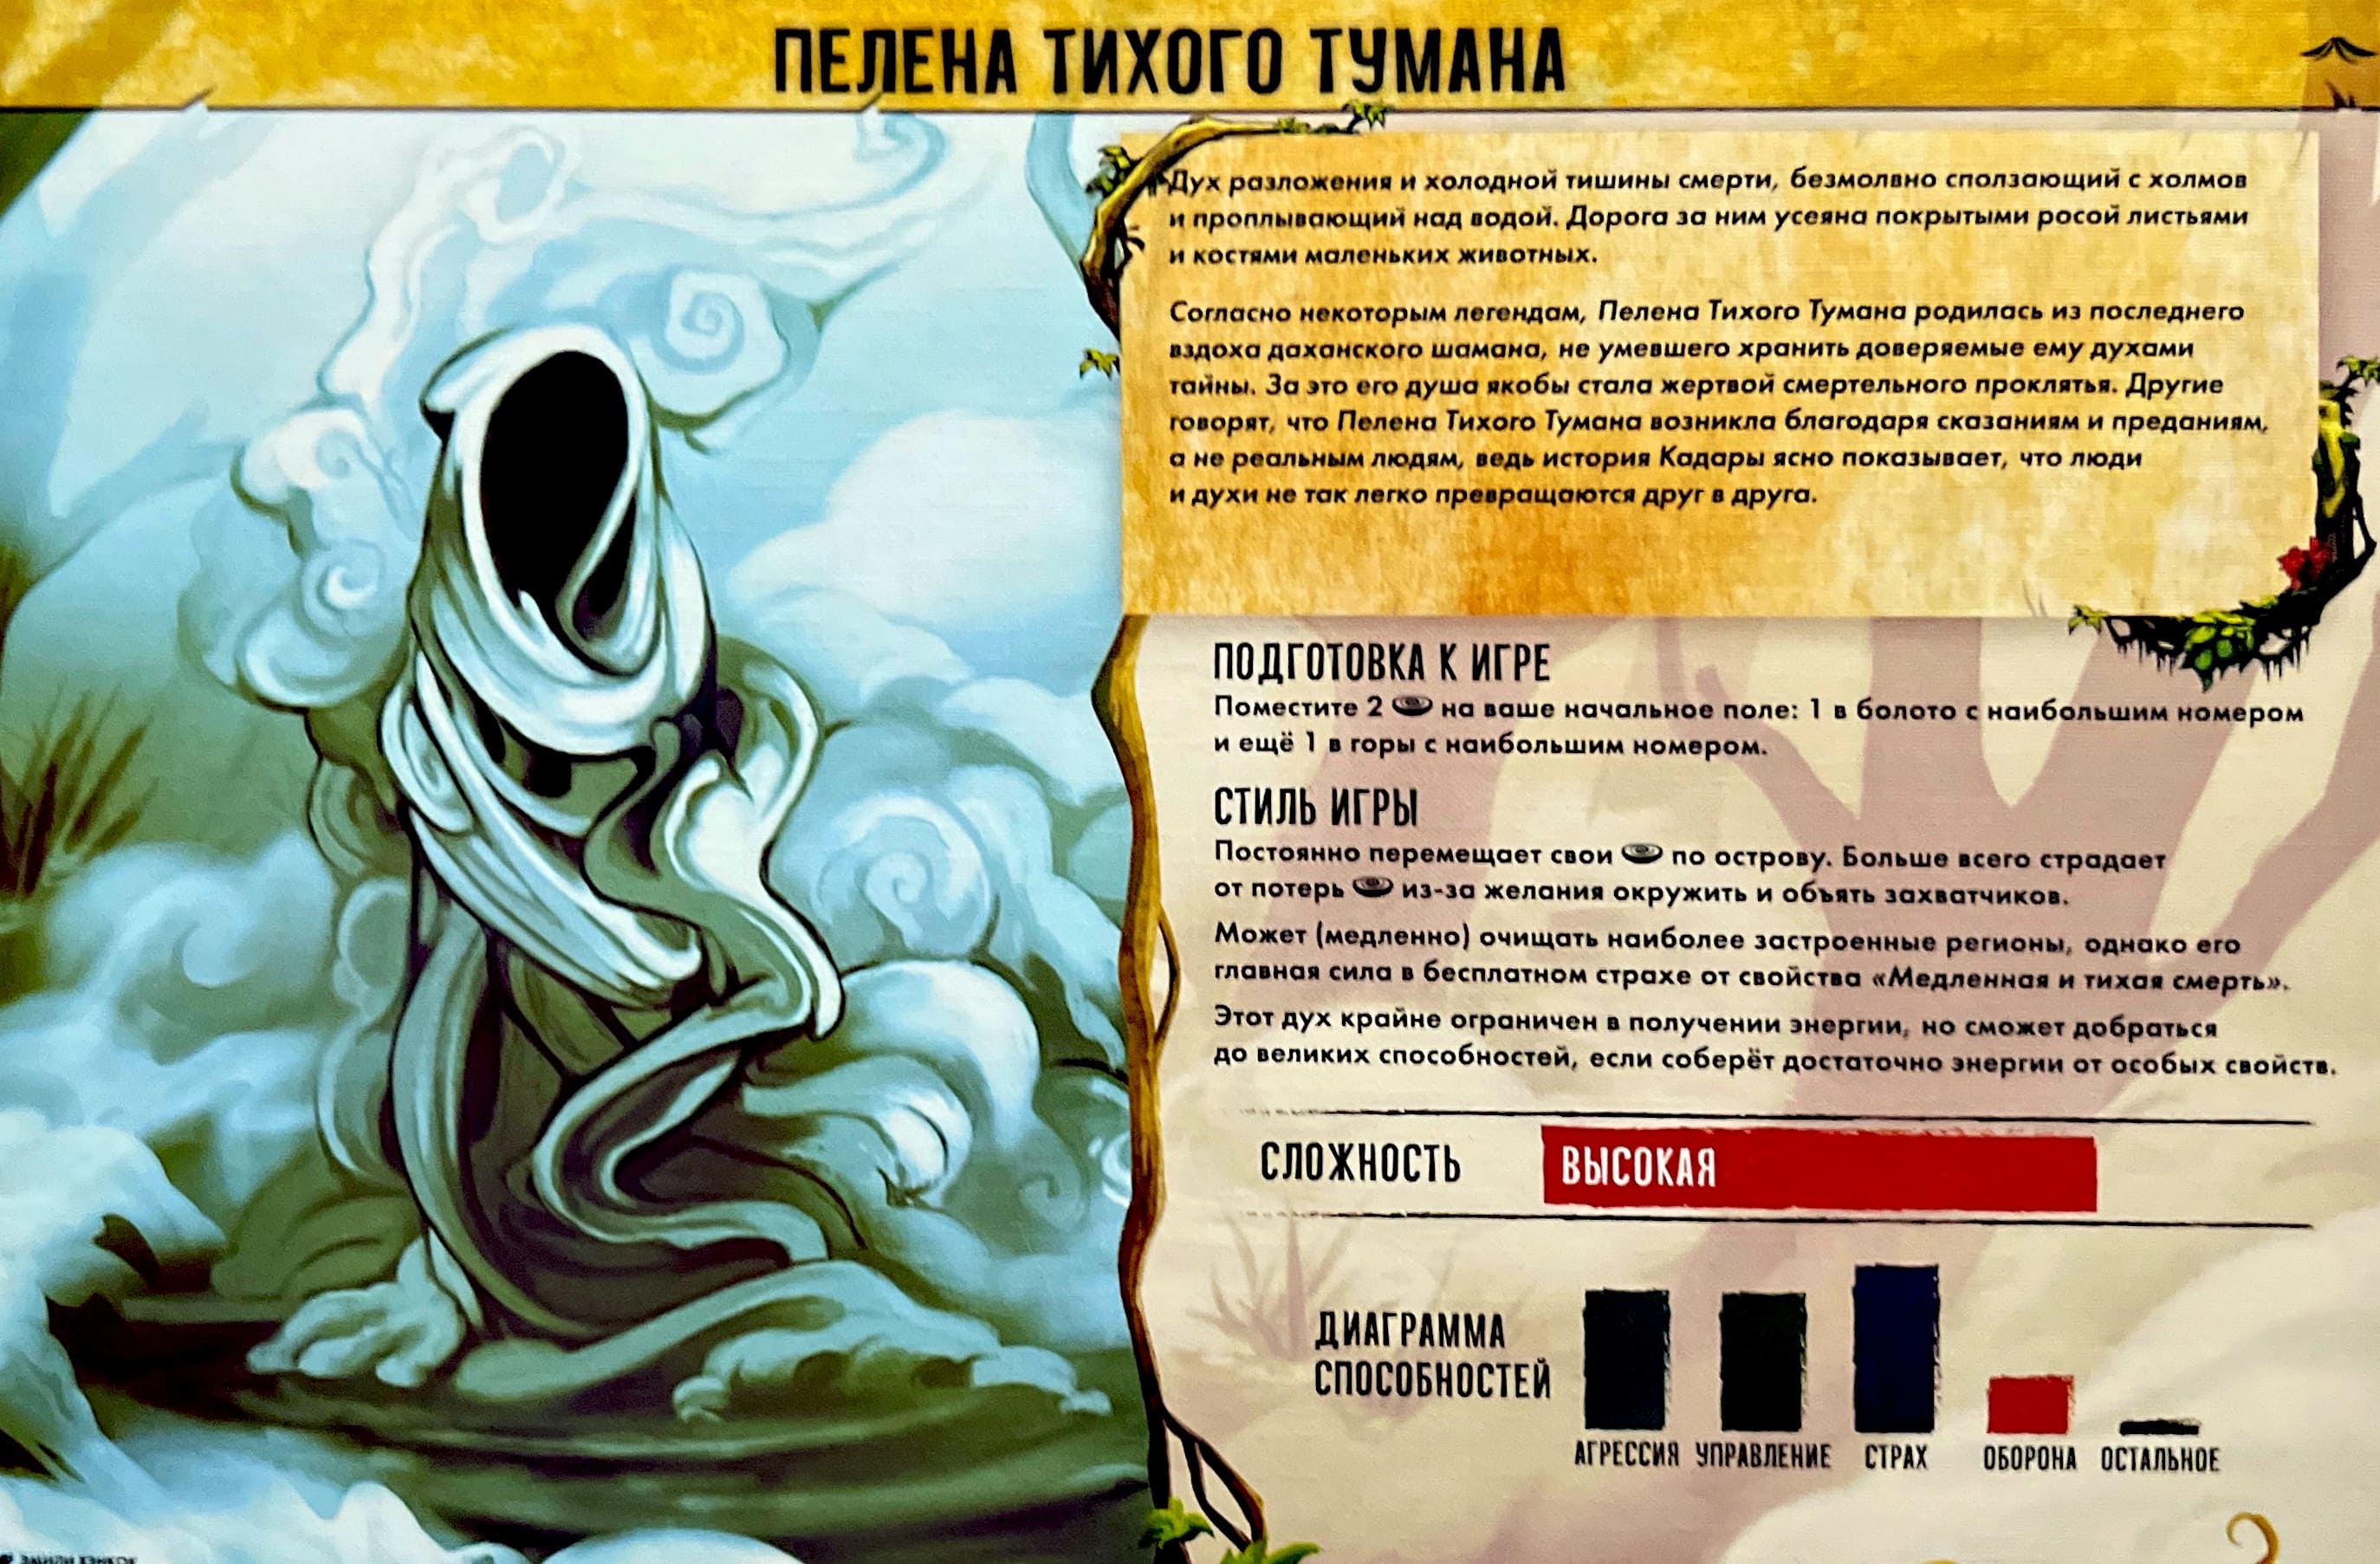 ПЕЛЕНА ТИХОГО ТУМАНА
Дух разложения и холодной тишины смерти, безмолвно сползающий с холмов
и проплывающий над водой. Дорога за ним усеяна покрытыми росой листьями
и костями маленьких животных.
Согласно некоторым легендам, Пелена Тихого Тумана родилась из последнего
вздоха даханского шамана, не умевшего хранить доверяемые ему духами
тайны. За это его душа якобы стала жертвой смертельного проклятья. Другие
говорят, что Пелена Тихого Тумана возникла благодаря сказаниям и преданиям,
а не реальным людям, ведь история Кадары ясно показывает, что люди
и духи не так легко превращаются друг в друга.
ПОДГОТОВКА К ИГРЕ
Поместите 2 на ваше начальное поле: 1 в болото с наибольшим номером
и ещё 1 в горы с наибольшим номером.
СТИЛЬ ИГРЫ
Постоянно перемещает свои по острову. Больше всего страдает
от потерь из-за желания окружить и объять захватчиков.
Может (медленно) очищать наиболее застроенные регионы, однако его
главная сила в бесплатном страхе от свойства «Медленная и тихая смерть».
Этот дух крайне ограничен в получении энергии, но сможет добраться
до великих способностей, если соберёт достаточно энергии от особых свойств.
СЛОЖНОСТЬ ВЫСОКАЯ
ДИАГРАММА
СПОСОБНОСТЕЙ
АГРЕССИЯ УПРАВЛЕНИЕ СТРАХ ОБОРОНА ОСТАЛЬНОЕ